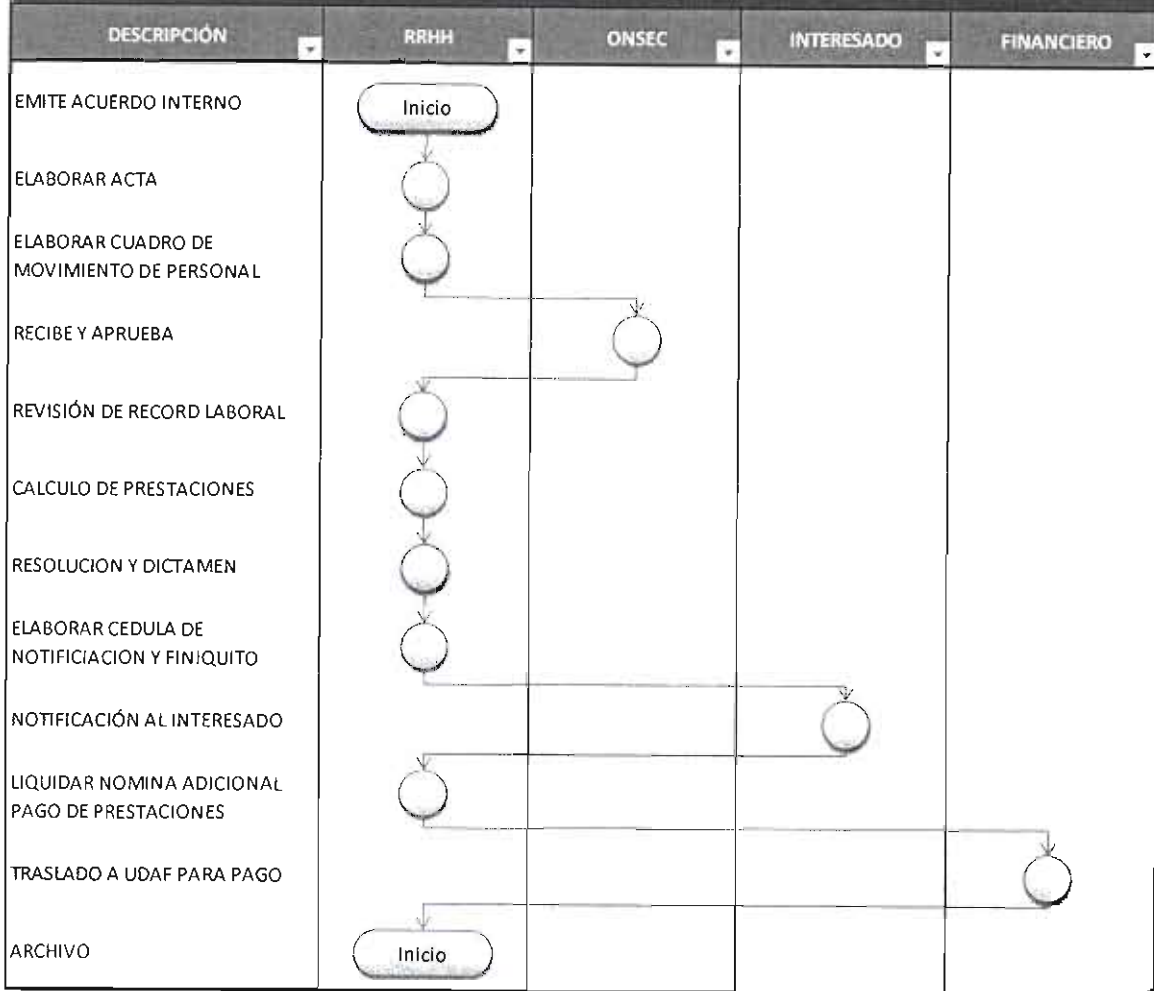 DESCRIPCIÓN RRHH ONSEC INTERESADO FINANCIERO
EMITE ACUERDO INTERNO
Inicio
ELABORAR ACTA
ELABORAR CUADRO DE
MOVIMIENTO DE PERSONAL
RECIBE Y APRUEBA
REVISIÓN DE RECORD LABORAL
CALCULO DE PRESTACIONES
RESOLUCION Y DICTAMEN
ELABORAR CEDULA DE
NOTIFICIACION Y FINIQUITO
NOTIFICACIÓN AL INTERESADO
LIQUIDAR NOMINA ADICIONAL
PAGO DE PRESTACIONES
TRASLADO A UDAF PARA PAGO
ARCHIVO
Inicio